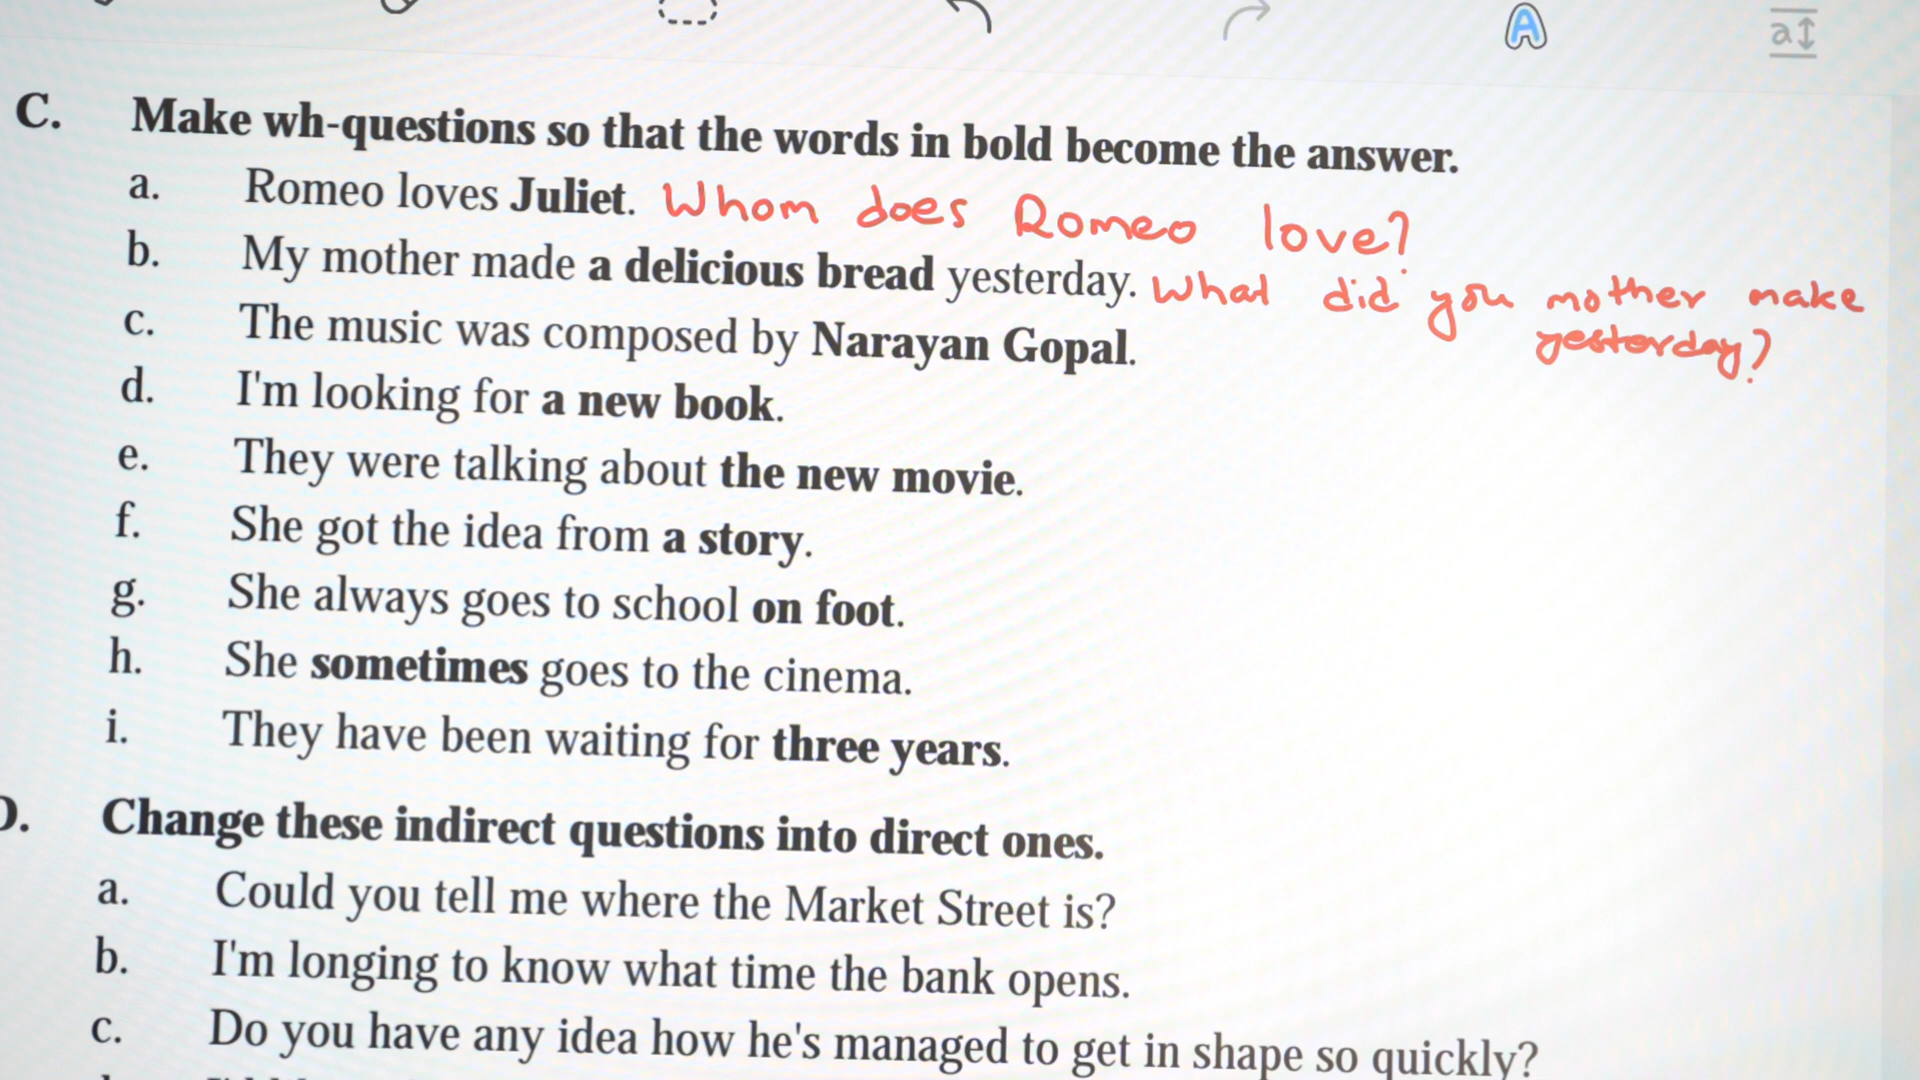 a
C. Make wh-questions so that the words in bold become the answer.
a. Romeo loves Juliet. Whom does Romeo love?
b. My mother made a delicious bread yesterday. What did you mother make
yesterday?
c. The music was composed by Narayan Gopal.
d. I'm looking for a new book.
e. They were talking about the new movie.
f. She got the idea from a story.
g. She always goes to school on foot.
h. She sometimes goes to the cinema.
i. They have been waiting for three years.
D. Change these indirect questions into direct ones.
a. Could you tell me where the Market Street is?
b. I'm longing to know what time the bank opens.
c. Do you have any idea how he's managed to get in shape so quickly?